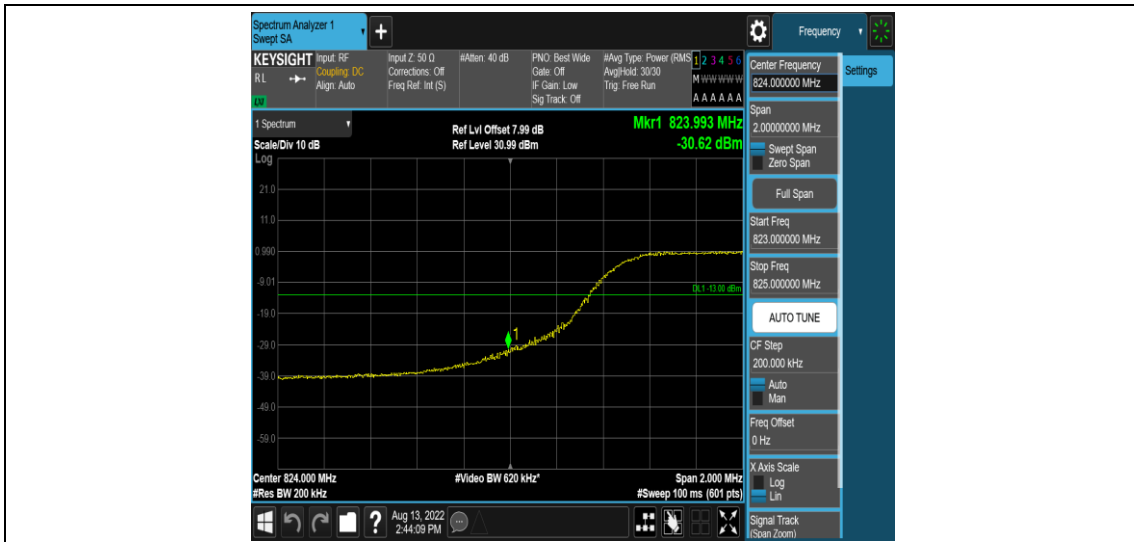 Spectrum Analyzer 1
Swept SA
+
Frequency
KEYSIGHT
RL
LM
Input: RF
Coupling: DC
Align: Auto
Input Z: 50 Ω
Corrections: Off
Freq Ref: Int (S)
#Atten: 40 dB
PNO: Best Wide
Gate: Off
IF Gain: Low
Sig Track: Off
#Avg Type: Power (RMS
Avg|Hold: 30/30
Trig: Free Run
1 2 3 4 5 6
M W W W W W
A A A A A A
1 Spectrum
Scale/Div 10 dB
Log
Ref Lvl Offset 7.99 dB
Ref Level 30.99 dBm
Mkr1 823.993 MHz
-30.62 dBm
21.0
11.0
0.990
-9.01
-19.0
-29.0
-39.0
-49.0
-59.0
DL1 -13.00 dBm
1
Center 824.000 MHz
#Res BW 200 kHz
#Video BW 620 kHz*
Span 2.000 MHz
#Sweep 100 ms (601 pts)
?
Aug 13, 2022
2:44:09 PM
Center Frequency
824.000000 MHz
Settings
Span
2.00000000 MHz
Swept Span
Zero Span
Full Span
Start Freq
823.000000 MHz
Stop Freq
825.000000 MHz
AUTO TUNE
CF Step
200.000 kHz
Auto
Man
Freq Offset
0 Hz
X Axis Scale
Log
Lin
Signal Track
(Span Zoom)